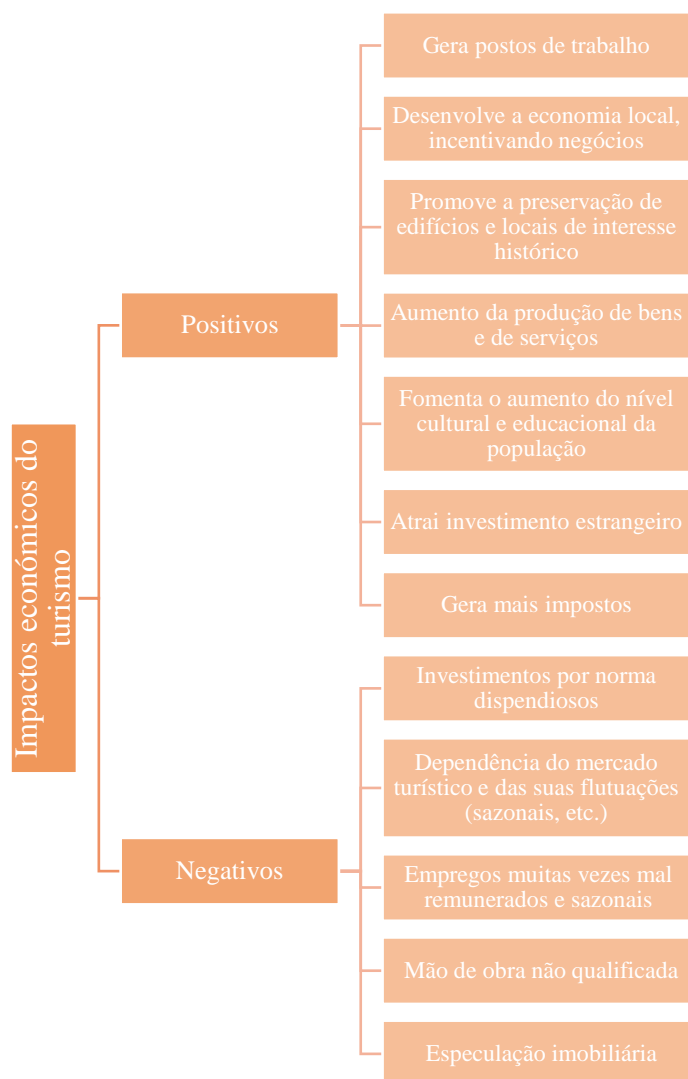 Impactos económicos do
turismo
Positivos
Gera postos de trabalho
Desenvolve a economia local,
incentivando negócios
Promove a preservação de
edifícios e locais de interesse
histórico
Aumento da produção de bens
e de serviços
Fomenta o aumento do nível
cultural e educacional da
população
Atrai investimento estrangeiro
Gera mais impostos
Negativos
Investimentos por norma
dispendiosos
Dependência do mercado
turístico e das suas flutuações
(sazonais, etc.)
Empregos muitas vezes mal
remunerados e sazonais
Mão de obra não qualificada
Especulação imobiliária